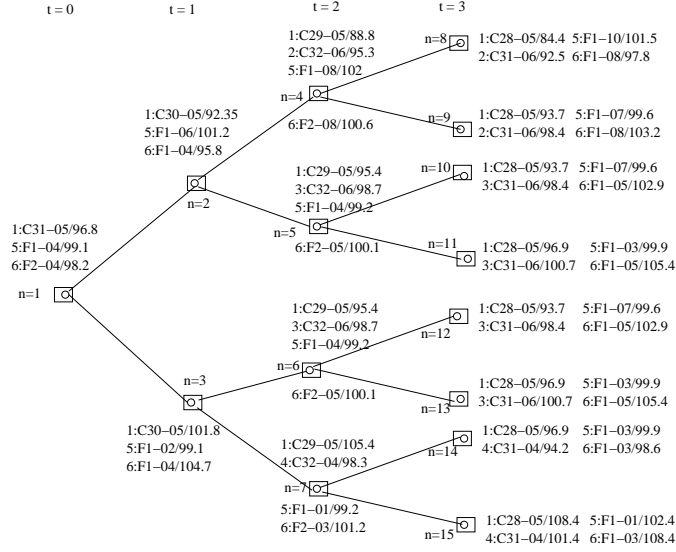 t = 0
t = 1
t = 2
t = 3
1:C31–05/96.8
5:F1–04/99.1
6:F2–04/98.2
n=1
1:C30–05/92.35
5:F1–06/101.2
6:F1–04/95.8
n=2
n=3
1:C30–05/101.8
5:F1–02/99.1
6:F1–04/104.7
1:C29–05/88.8
2:C32–06/95.3
5:F1–08/102
n=4
6:F2–08/100.6
1:C29–05/95.4
3:C32–06/98.7
5:F1–04/99.2
n=5
6:F2–05/100.1
1:C29–05/95.4
3:C32–06/98.7
5:F1–04/99.2
n=6
6:F2–05/100.1
1:C29–05/105.4
4:C32–04/98.3
n=7
5:F1–01/99.2
6:F2–03/101.2
n=8
1:C28–05/84.4 5:F1–10/101.5
2:C31–06/92.5 6:F1–08/97.8
n=9
1:C28–05/93.7 5:F1–07/99.6
2:C31–06/98.4 6:F1–08/103.2
n=10
1:C28–05/93.7 5:F1–07/99.6
3:C31–06/98.4 6:F1–05/102.9
n=11
1:C28–05/96.9 5:F1–03/99.9
3:C31–06/100.7 6:F1–05/105.4
n=12
1:C28–05/93.7 5:F1–07/99.6
3:C31–06/98.4 6:F1–05/102.9
n=13
1:C28–05/96.9 5:F1–03/99.9
3:C31–06/100.7 6:F1–05/105.4
n=14
1:C28–05/96.9 5:F1–03/99.9
4:C31–04/94.2 6:F1–03/98.6
n=15
1:C28–05/108.4 5:F1–01/102.4
4:C31–04/101.4 6:F1–03/108.4